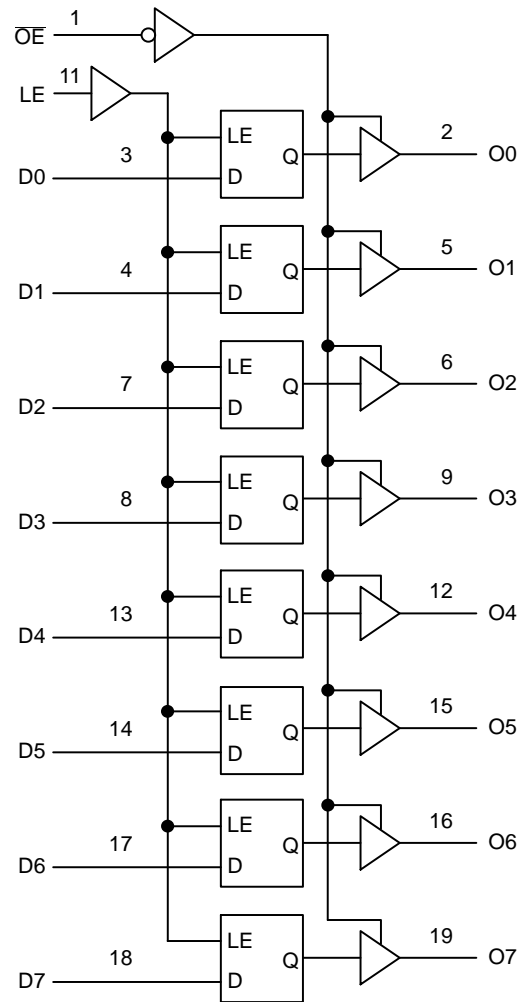 O̅E̅ 1
LE 11
LE
D0 3 D Q 2 O0
LE
D1 4 D Q 5 O1
LE
D2 7 D Q 6 O2
LE
D3 8 D Q 9 O3
LE
D4 13 D Q 12 O4
LE
D5 14 D Q 15 O5
LE
D6 17 D Q 16 O6
LE
D7 18 D Q 19 O7